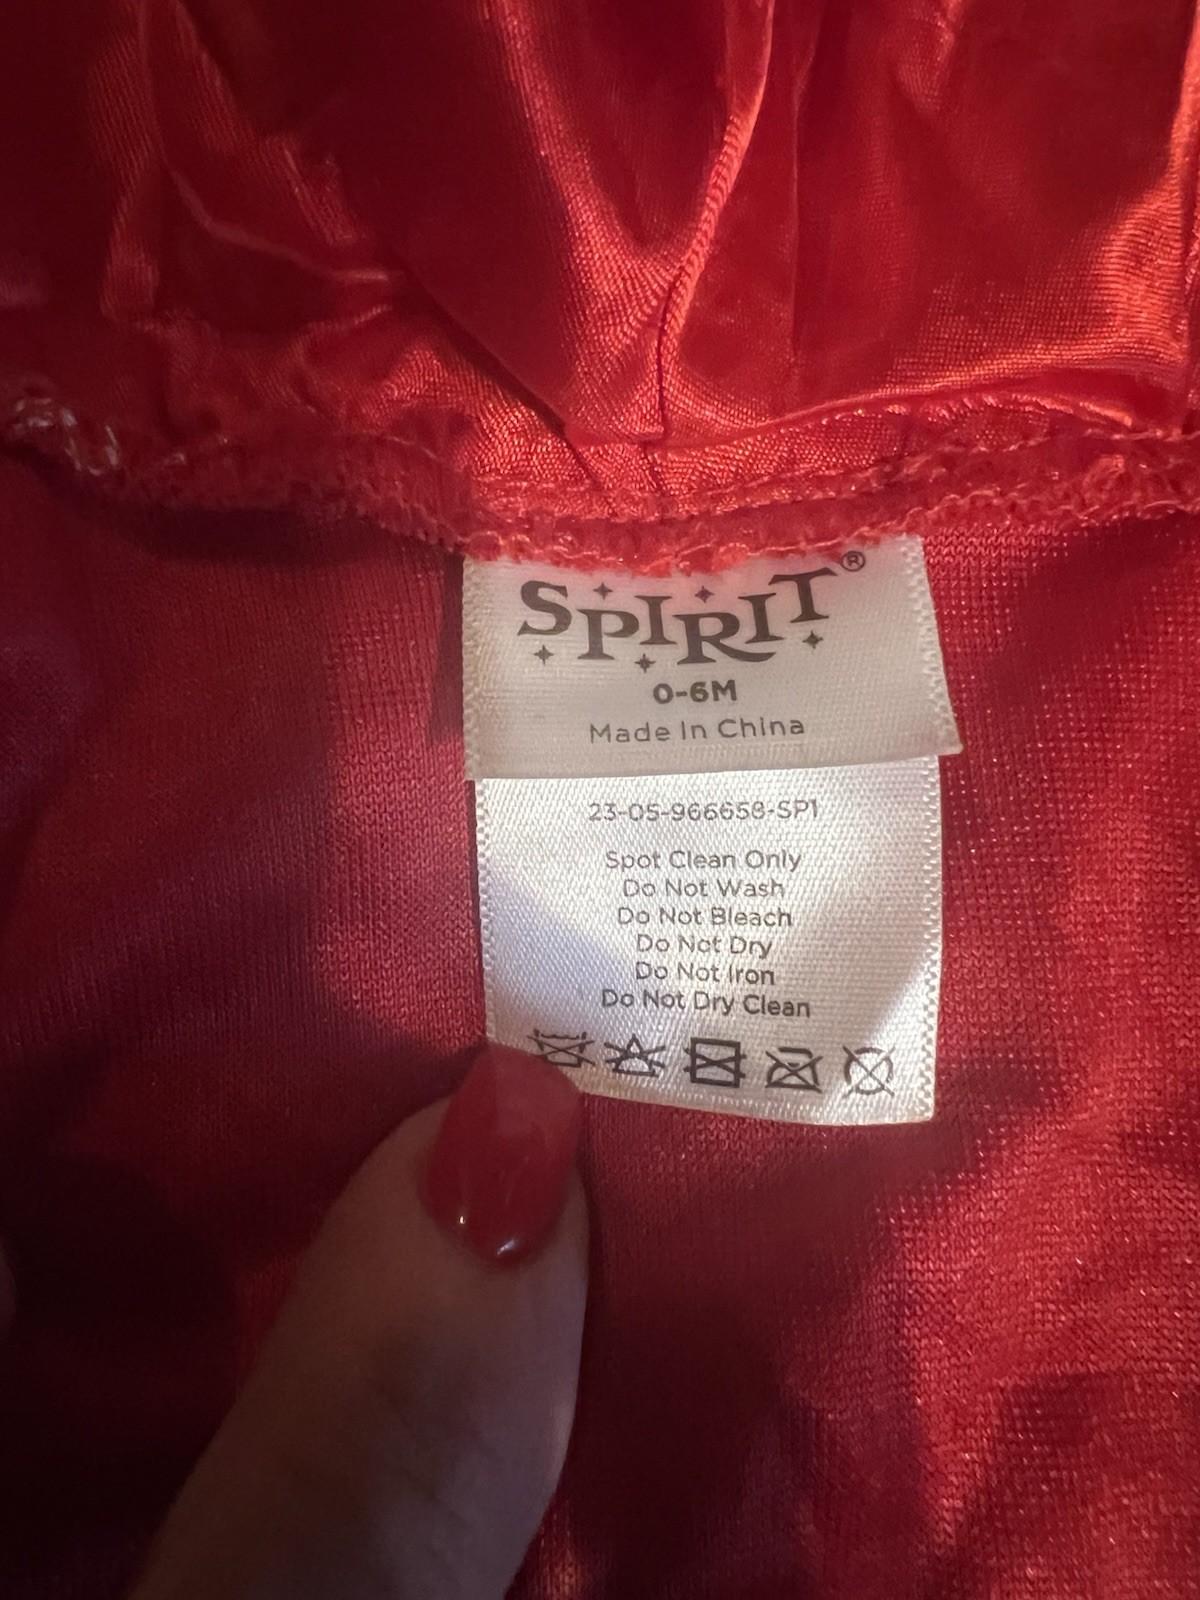 SPIRIT®
0-6M
Made In China
23-05-966658-SP1
Spot Clean Only
Do Not Wash
Do Not Bleach
Do Not Dry
Do Not Iron
Do Not Dry Clean